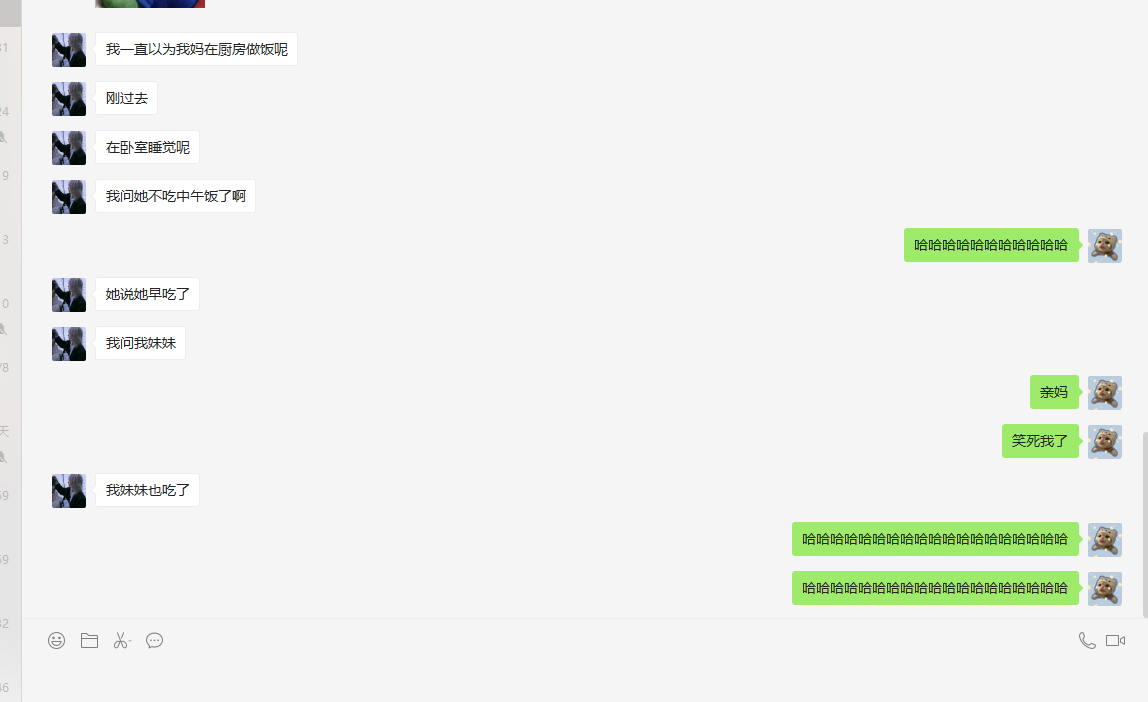 我一直以为我妈在厨房做饭呢
刚过去
在卧室睡觉呢
我问她不吃中午饭了啊
哈哈哈哈哈哈哈哈哈哈哈
她说她早吃了
我问我妹妹
亲妈
笑死我了
我妹妹也吃了
哈哈哈哈哈哈哈哈哈哈哈哈哈哈哈哈哈哈哈
哈哈哈哈哈哈哈哈哈哈哈哈哈哈哈哈哈哈哈